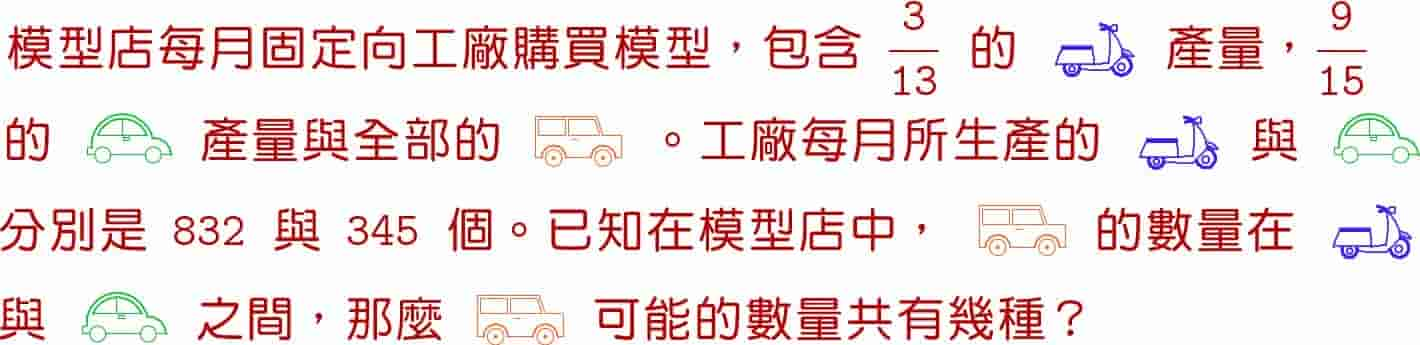 模型店每月固定向工廠購買模型，包含 3/13 的 產量，9/15
的 產量與全部的 。工廠每月所生產的 與
分別是 832 與 345 個。已知在模型店中， 的數量在
與 之間，那麼 可能的數量共有幾種？